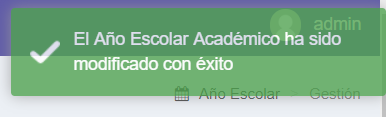 admin
El Año Escolar Académico ha sido
modificado con éxito
Año Escolar > Gestión